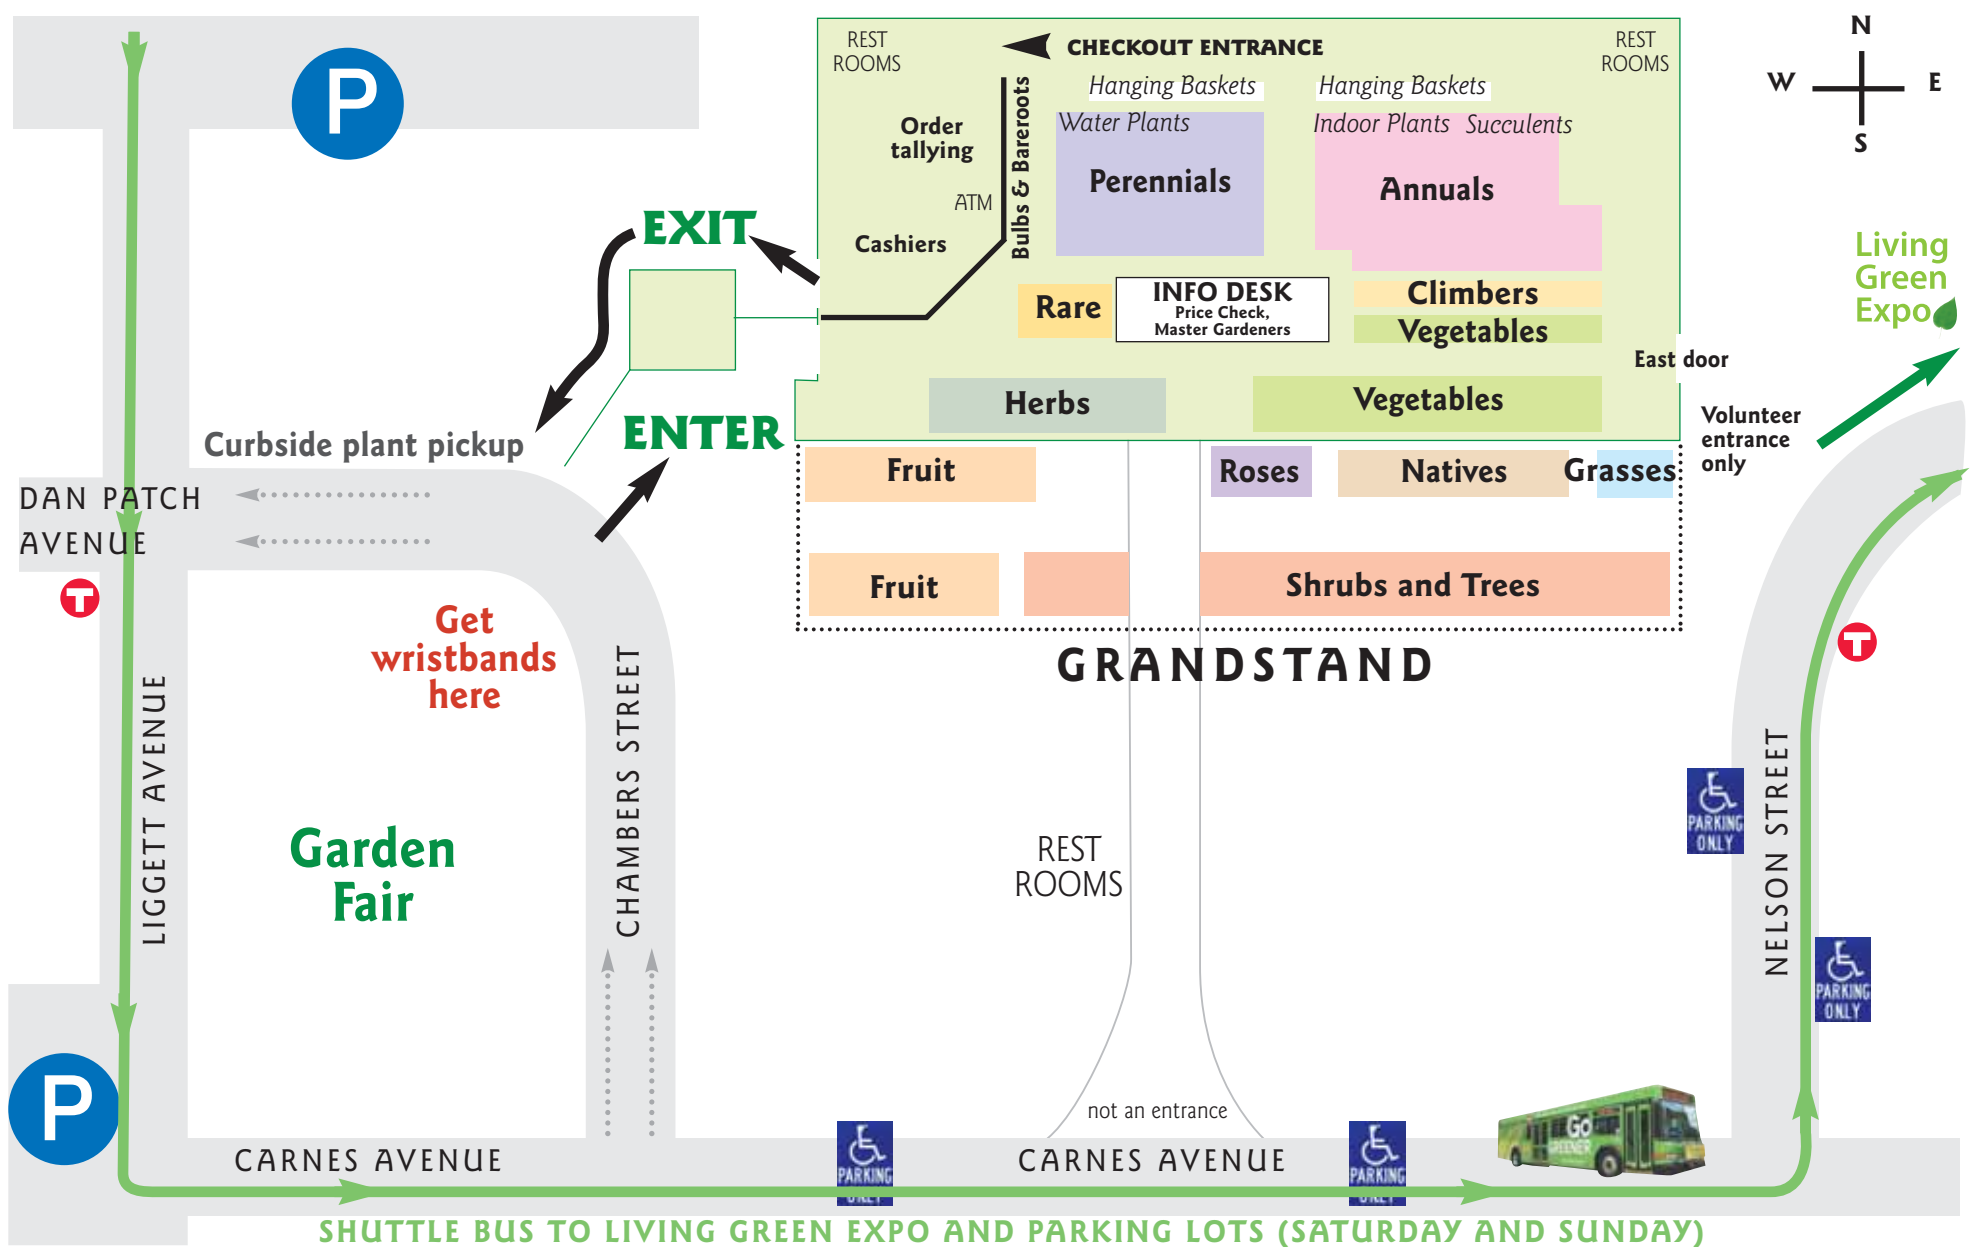 N
W E
S
P
REST
ROOMS
CHECKOUT ENTRANCE
REST
ROOMS
Hanging Baskets
Hanging Baskets
Water Plants
Indoor Plants
Succulents
Order
tallying
Bulbs & Bareroots
Perennials
Annuals
ATM
Cashiers
EXIT
Living
Green
Expo
Rare
INFO DESK
Price Check,
Master Gardeners
Climbers
Vegetables
East door
Herbs
Vegetables
ENTER
Volunteer
entrance
only
Curbside plant pickup
Fruit
Roses
Natives
Grasses
DAN PATCH
AVENUE
Fruit
Shrubs and Trees
T
Get
wristbands
here
GRANDSTAND
T
LIGGETT AVENUE
CHAMBERS STREET
NELSON STREET
Garden
Fair
REST
ROOMS
PARKING
ONLY
PARKING
ONLY
P
not an entrance
GO
GREENER
CARNES AVENUE
PARKING
ONLY
CARNES AVENUE
PARKING
ONLY
SHUTTLE BUS TO LIVING GREEN EXPO AND PARKING LOTS (SATURDAY AND SUNDAY)